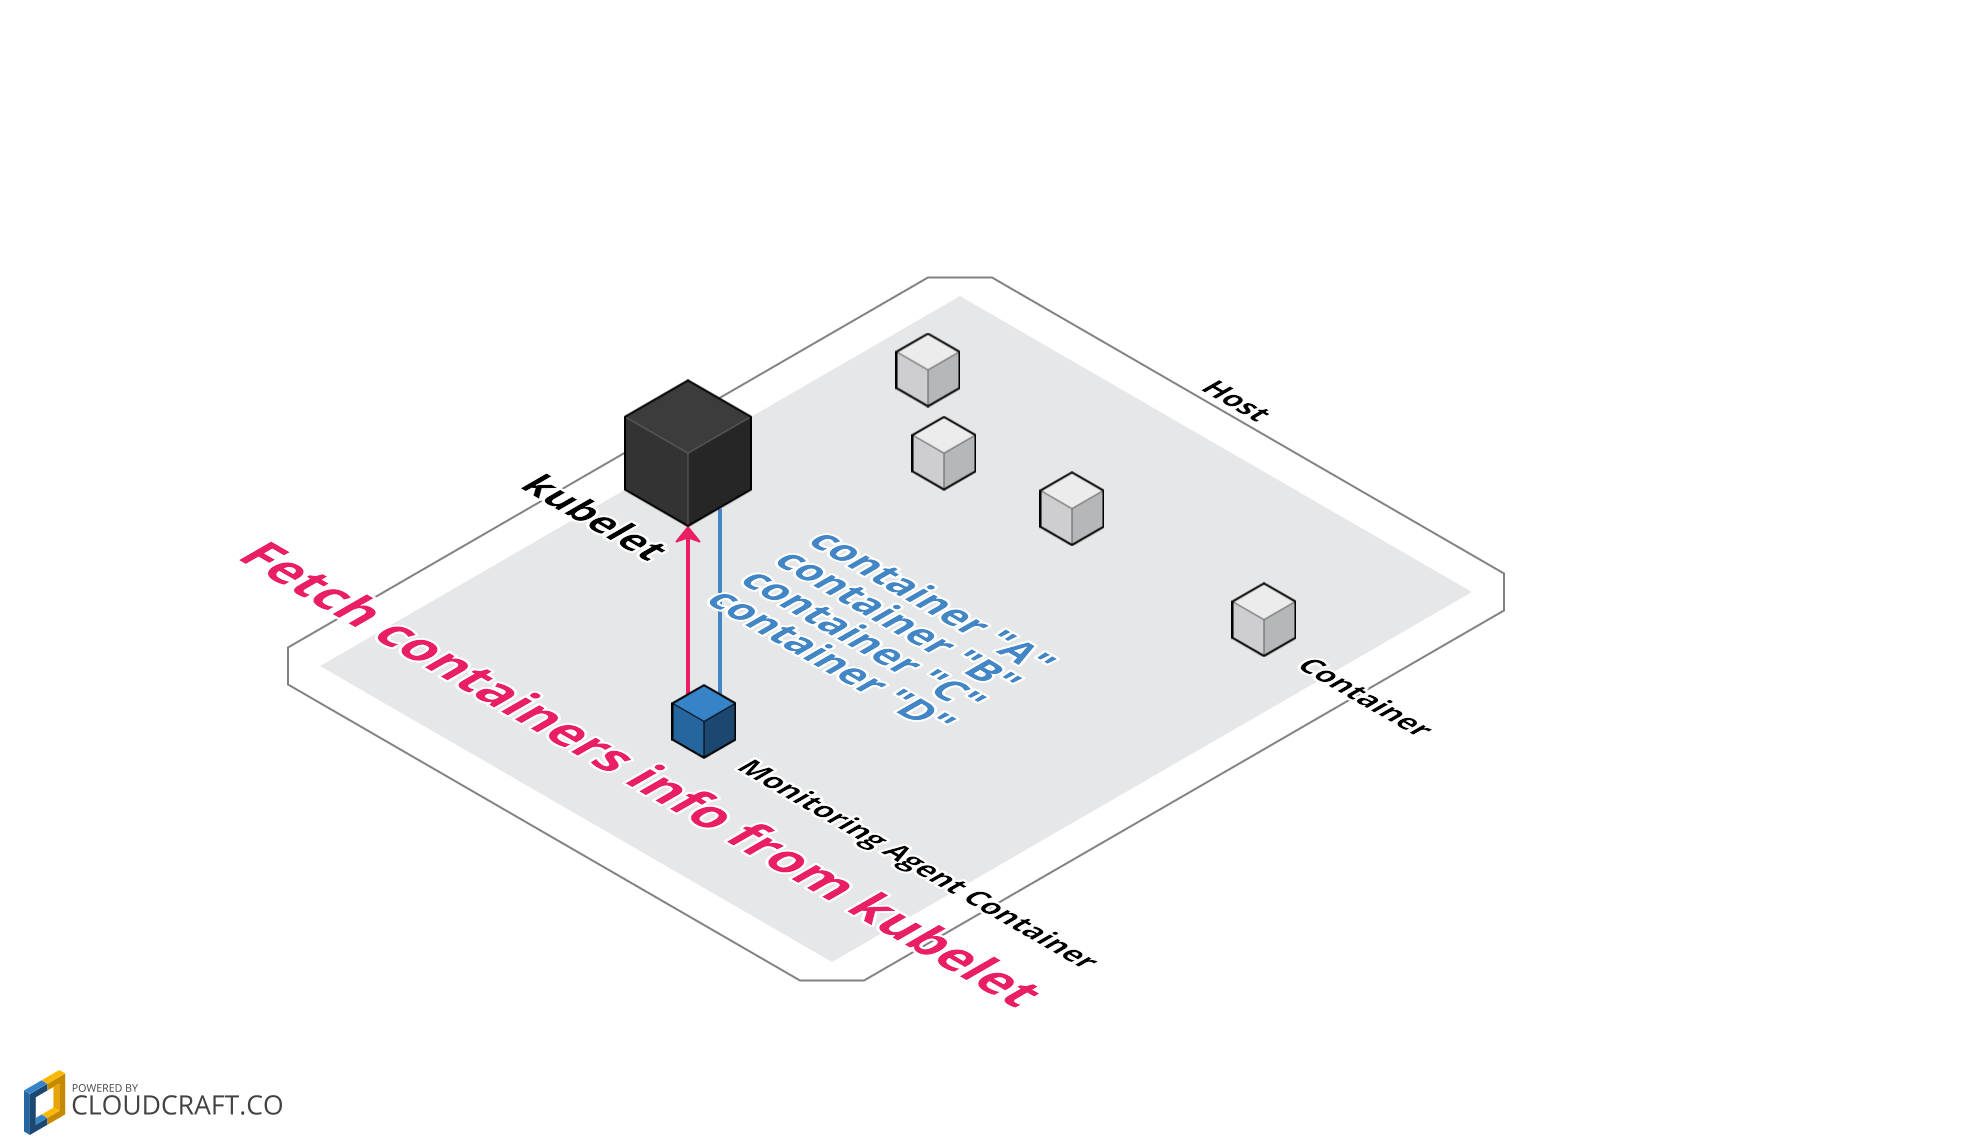 Host
kubelet
container "A"
container "B"
container "C"
container "D"
Container
Fetch containers info from kubelet
Monitoring Agent Container
POWERED BY
CLOUDCRAFT.CO